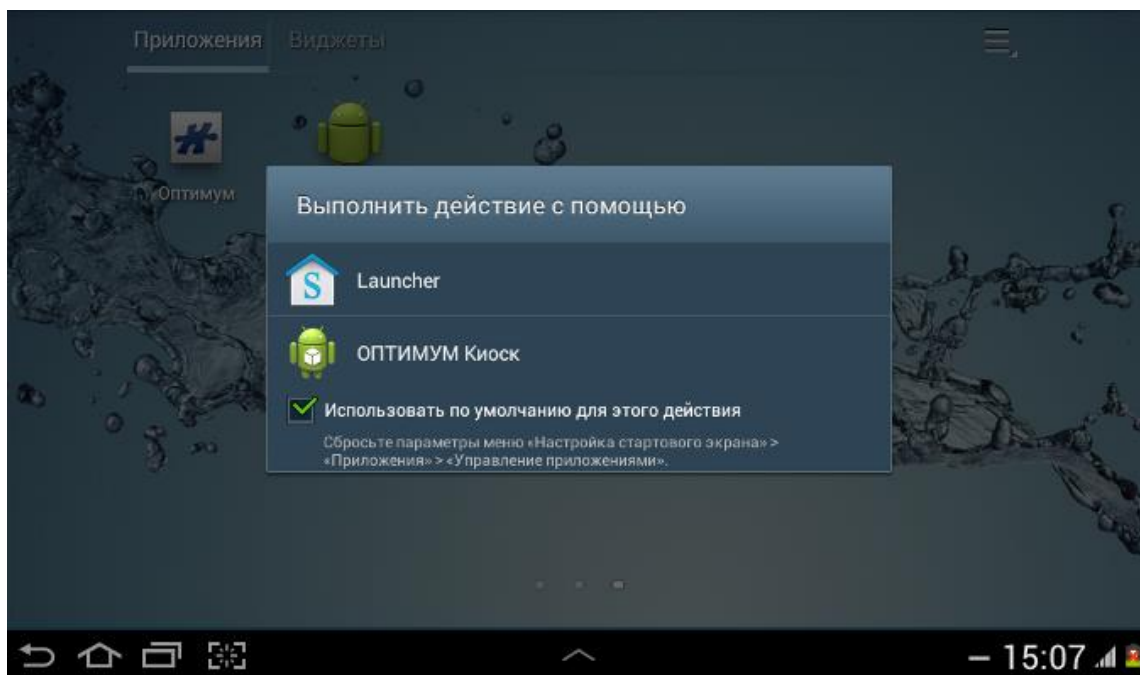 Приложения Виджеты
Оптимум
Выполнить действие с помощью
S
Launcher
ОПТИМУМ Киоск
Использовать по умолчанию для этого действия
Сбросьте параметры меню «Настройка стартового экрана» >
«Приложения» > «Управление приложениями».
15:07